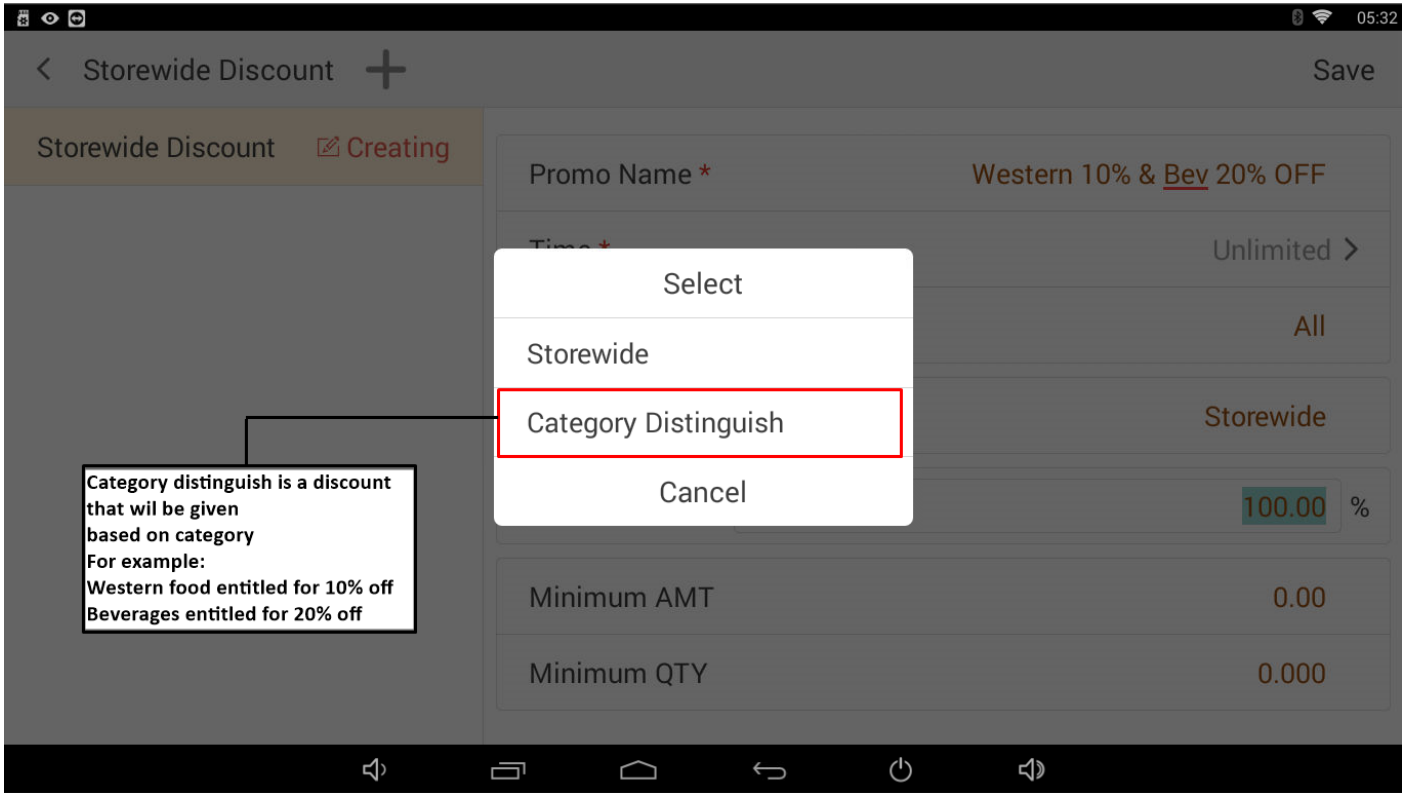 05:32
Storewide Discount
Save
Storewide Discount Creating
Promo Name * Western 10% & Bev 20% OFF
Time * Unlimited
All
Storewide
100.00 %
Minimum AMT 0.00
Minimum QTY 0.000
Select
Storewide
Category Distinguish
Cancel
Category distinguish is a discount
that wil be given
based on category
For example:
Western food entitled for 10% off
Beverages entitled for 20% off